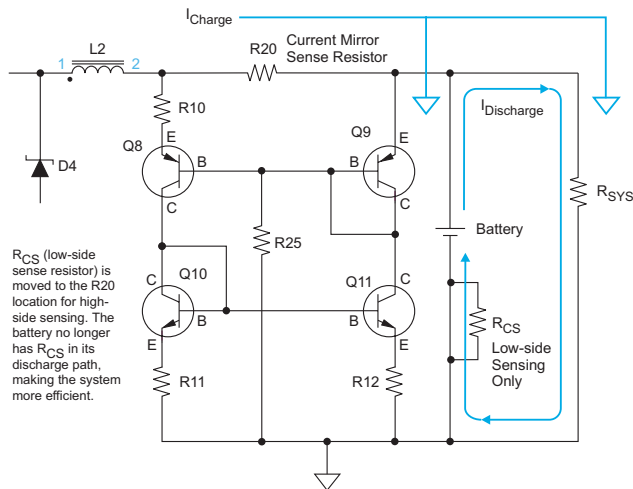 I Charge
L2
1
2
R20
Current Mirror
Sense Resistor
R10
I Discharge
E
Q8
Q9
E
B
B
D4
C
C
RSYS
R25
Battery
RCS (low-side
sense resistor) is
moved to the R20
location for high-
side sensing. The
battery no longer
has RCS in its
discharge path,
making the system
more efficient.
C
Q10
Q11
C
B
B
E
E
RCS
Low-side
Sensing
Only
R11
R12